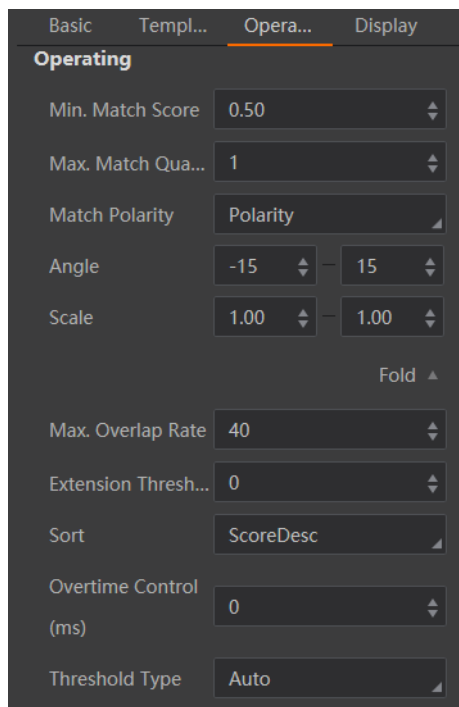 Basic Templ... Opera... Display
Operating
Min. Match Score 0.50
Max. Match Qua... 1
Match Polarity Polarity
Angle -15 – 15
Scale 1.00 – 1.00
Fold
Max. Overlap Rate 40
Extension Thresh... 0
Sort ScoreDesc
Overtime Control
(ms) 0
Threshold Type Auto